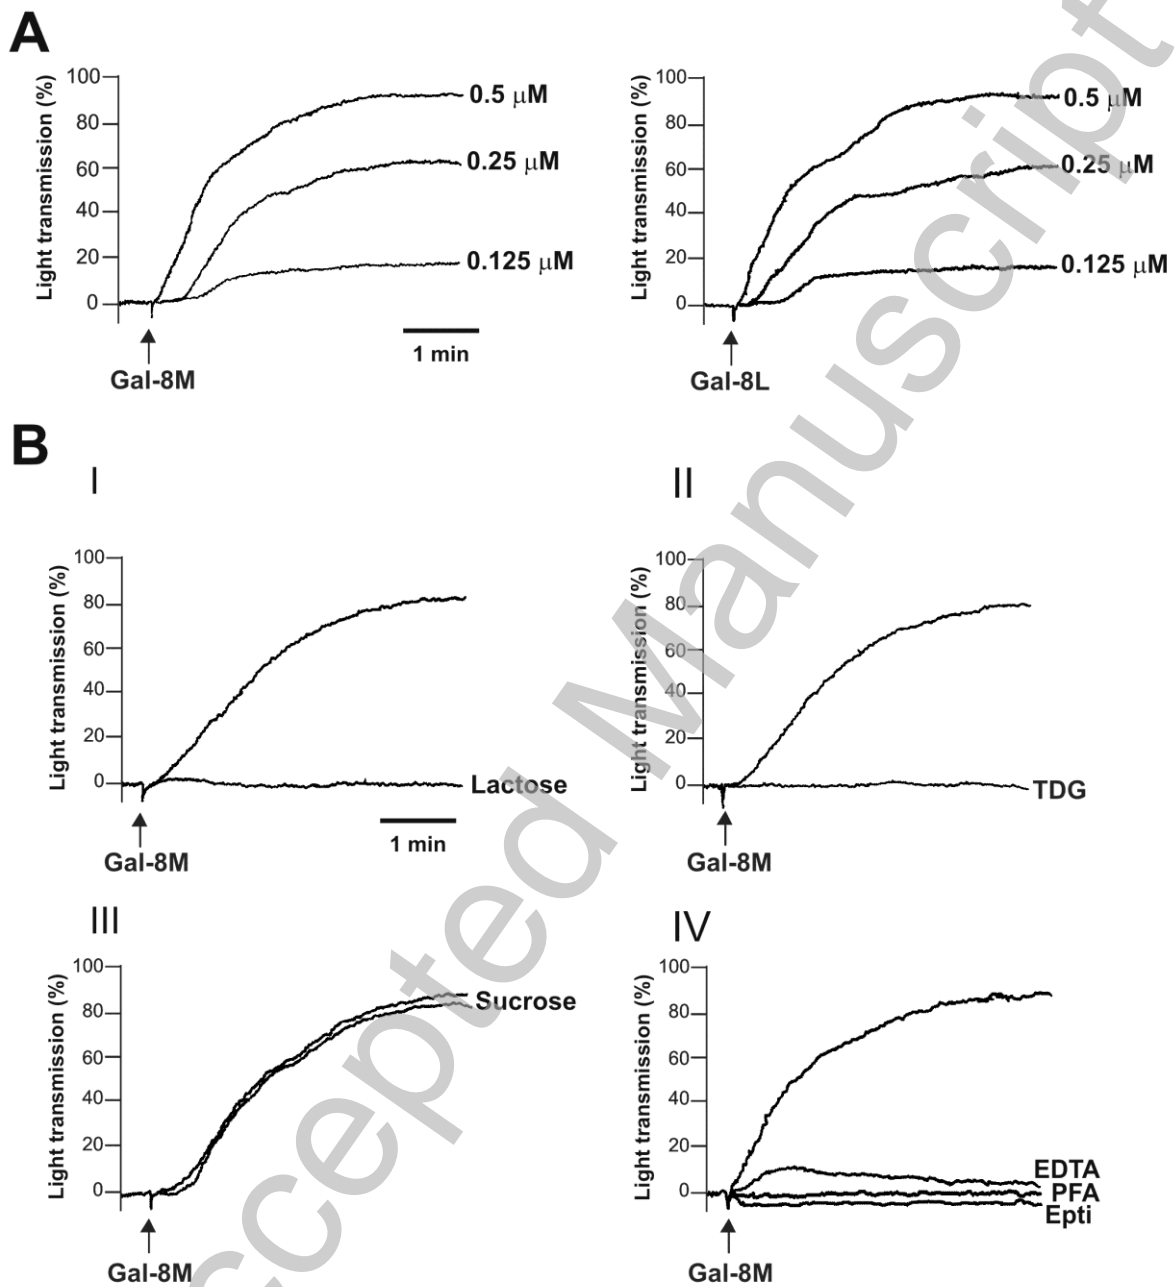 A
Light transmission (%)
100
80
60
40
20
0
0.5 μM
0.25 μM
0.125 μM
Gal-8M
1 min
Light transmission (%)
100
80
60
40
20
0
0.5 μM
0.25 μM
0.125 μM
Gal-8L
B
I
Light transmission (%)
100
80
60
40
20
0
Lactose
Gal-8M
1 min
II
Light transmission (%)
100
80
60
40
20
0
TDG
Gal-8M
III
Light transmission (%)
100
80
60
40
20
0
Sucrose
Gal-8M
IV
Light transmission (%)
100
80
60
40
20
0
EDTA
PFA
Epti
Gal-8M
ccepted Manuscript